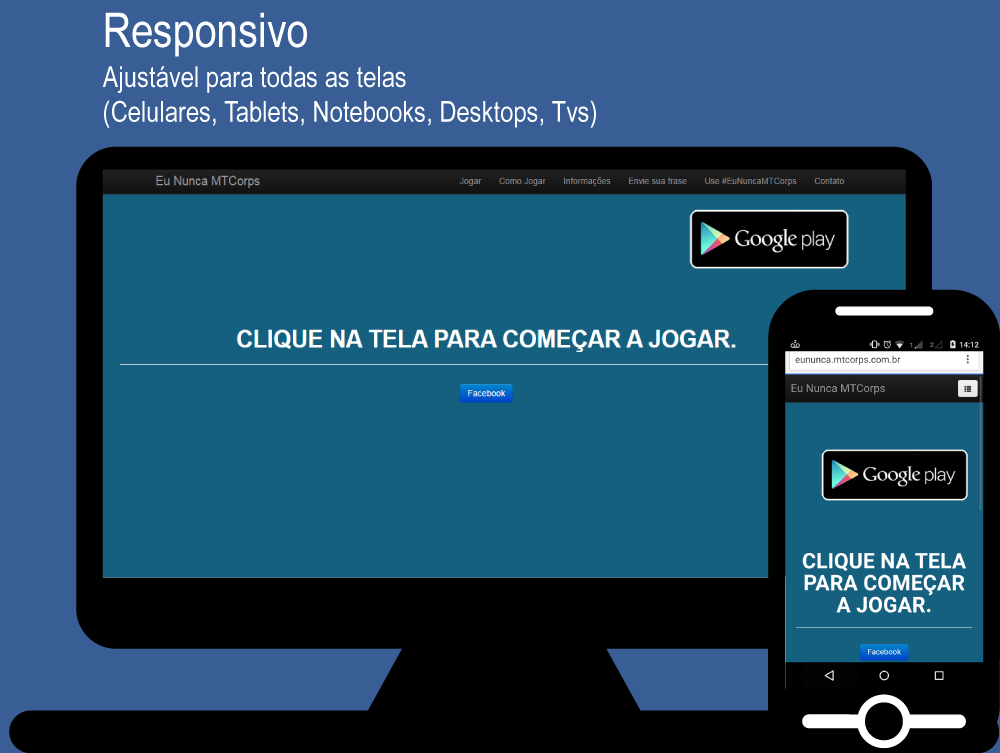 Responsivo
Ajustável para todas as telas
(Celulares, Tablets, Notebooks, Desktops, Tvs)
Eu Nunca MTCorps Jogar Como Jogar Informações Envie sua frase Use #EuNuncaMTCorps Contato
Google play
CLIQUE NA TELA PARA COMEÇAR A JOGAR.
Facebook
1 2 14:12
eununca.mtcorps.com.br
Eu Nunca MTCorps
Google play
CLIQUE NA TELA
PARA COMEÇAR
A JOGAR.
Facebook